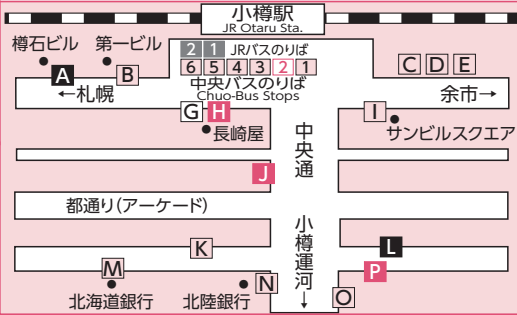 小樽駅
JR Otaru Sta.
樽石ビル 第一ビル
2 1 JRバスのりば
6 5 4 3 2 1
A B C D E
中央バスのりば
Chuo-Bus Stops
←札幌 余市→
G H I
長崎屋 サンビルスクエア
中央通
J
都通り(アーケード)
小樽運河→
K L
M P
N O
北海道銀行 北陸銀行